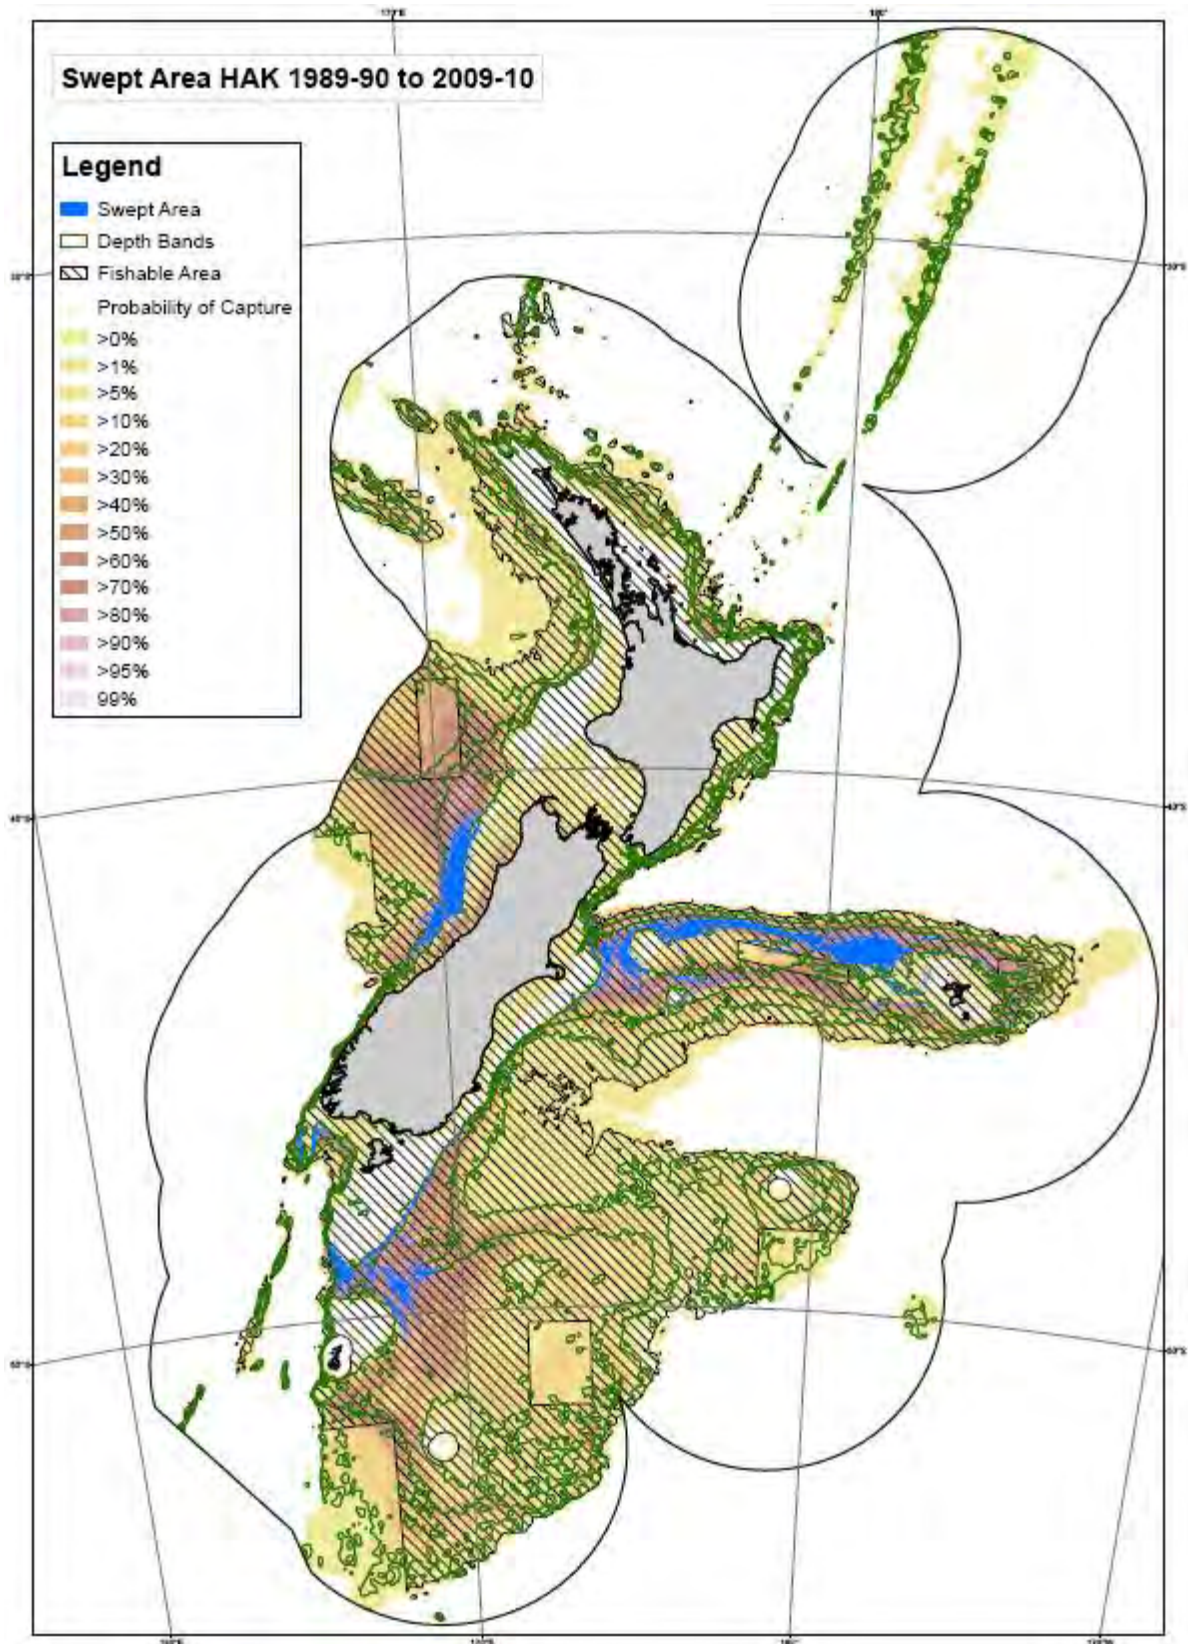 Swept Area HAK 1989-90 to 2009-10
Legend
Swept Area
Depth Bands
Fishable Area
Probability of Capture
>0%
>1%
>5%
>10%
>20%
>30%
>40%
>50%
>60%
>70%
>80%
>90%
>95%
99%